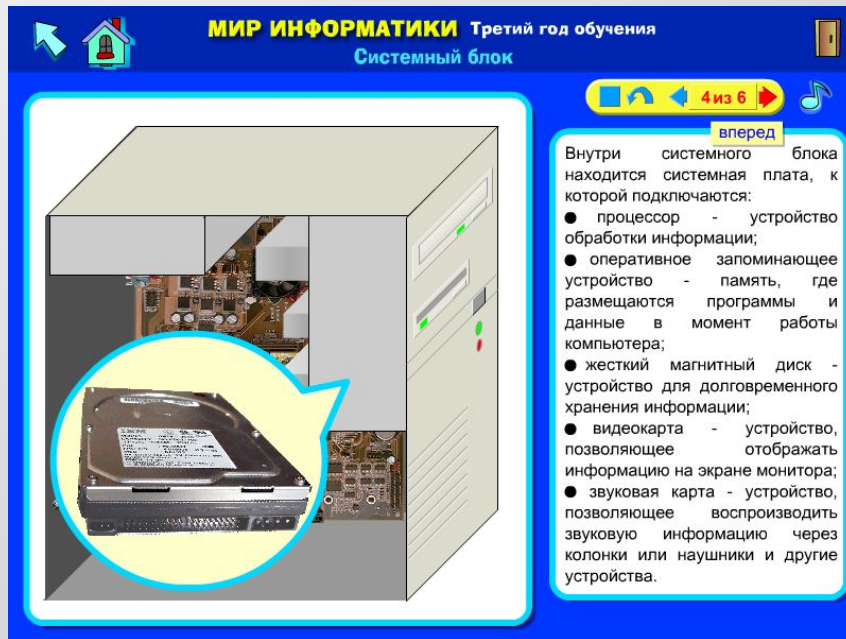 МИР ИНФОРМАТИКИ Третий год обучения
Системный блок
4 из 6
вперед
Внутри системного блока
находится системная плата, к
которой подключаются:
● процессор - устройство
обработки информации;
● оперативное запоминающее
устройство - память, где
размещаются программы и
данные в момент работы
компьютера;
● жесткий магнитный диск -
устройство для долговременного
хранения информации;
● видеокарта - устройство,
позволяющее отображать
информацию на экране монитора;
● звуковая карта - устройство,
позволяющее воспроизводить
звуковую информацию через
колонки или наушники и другие
устройства.